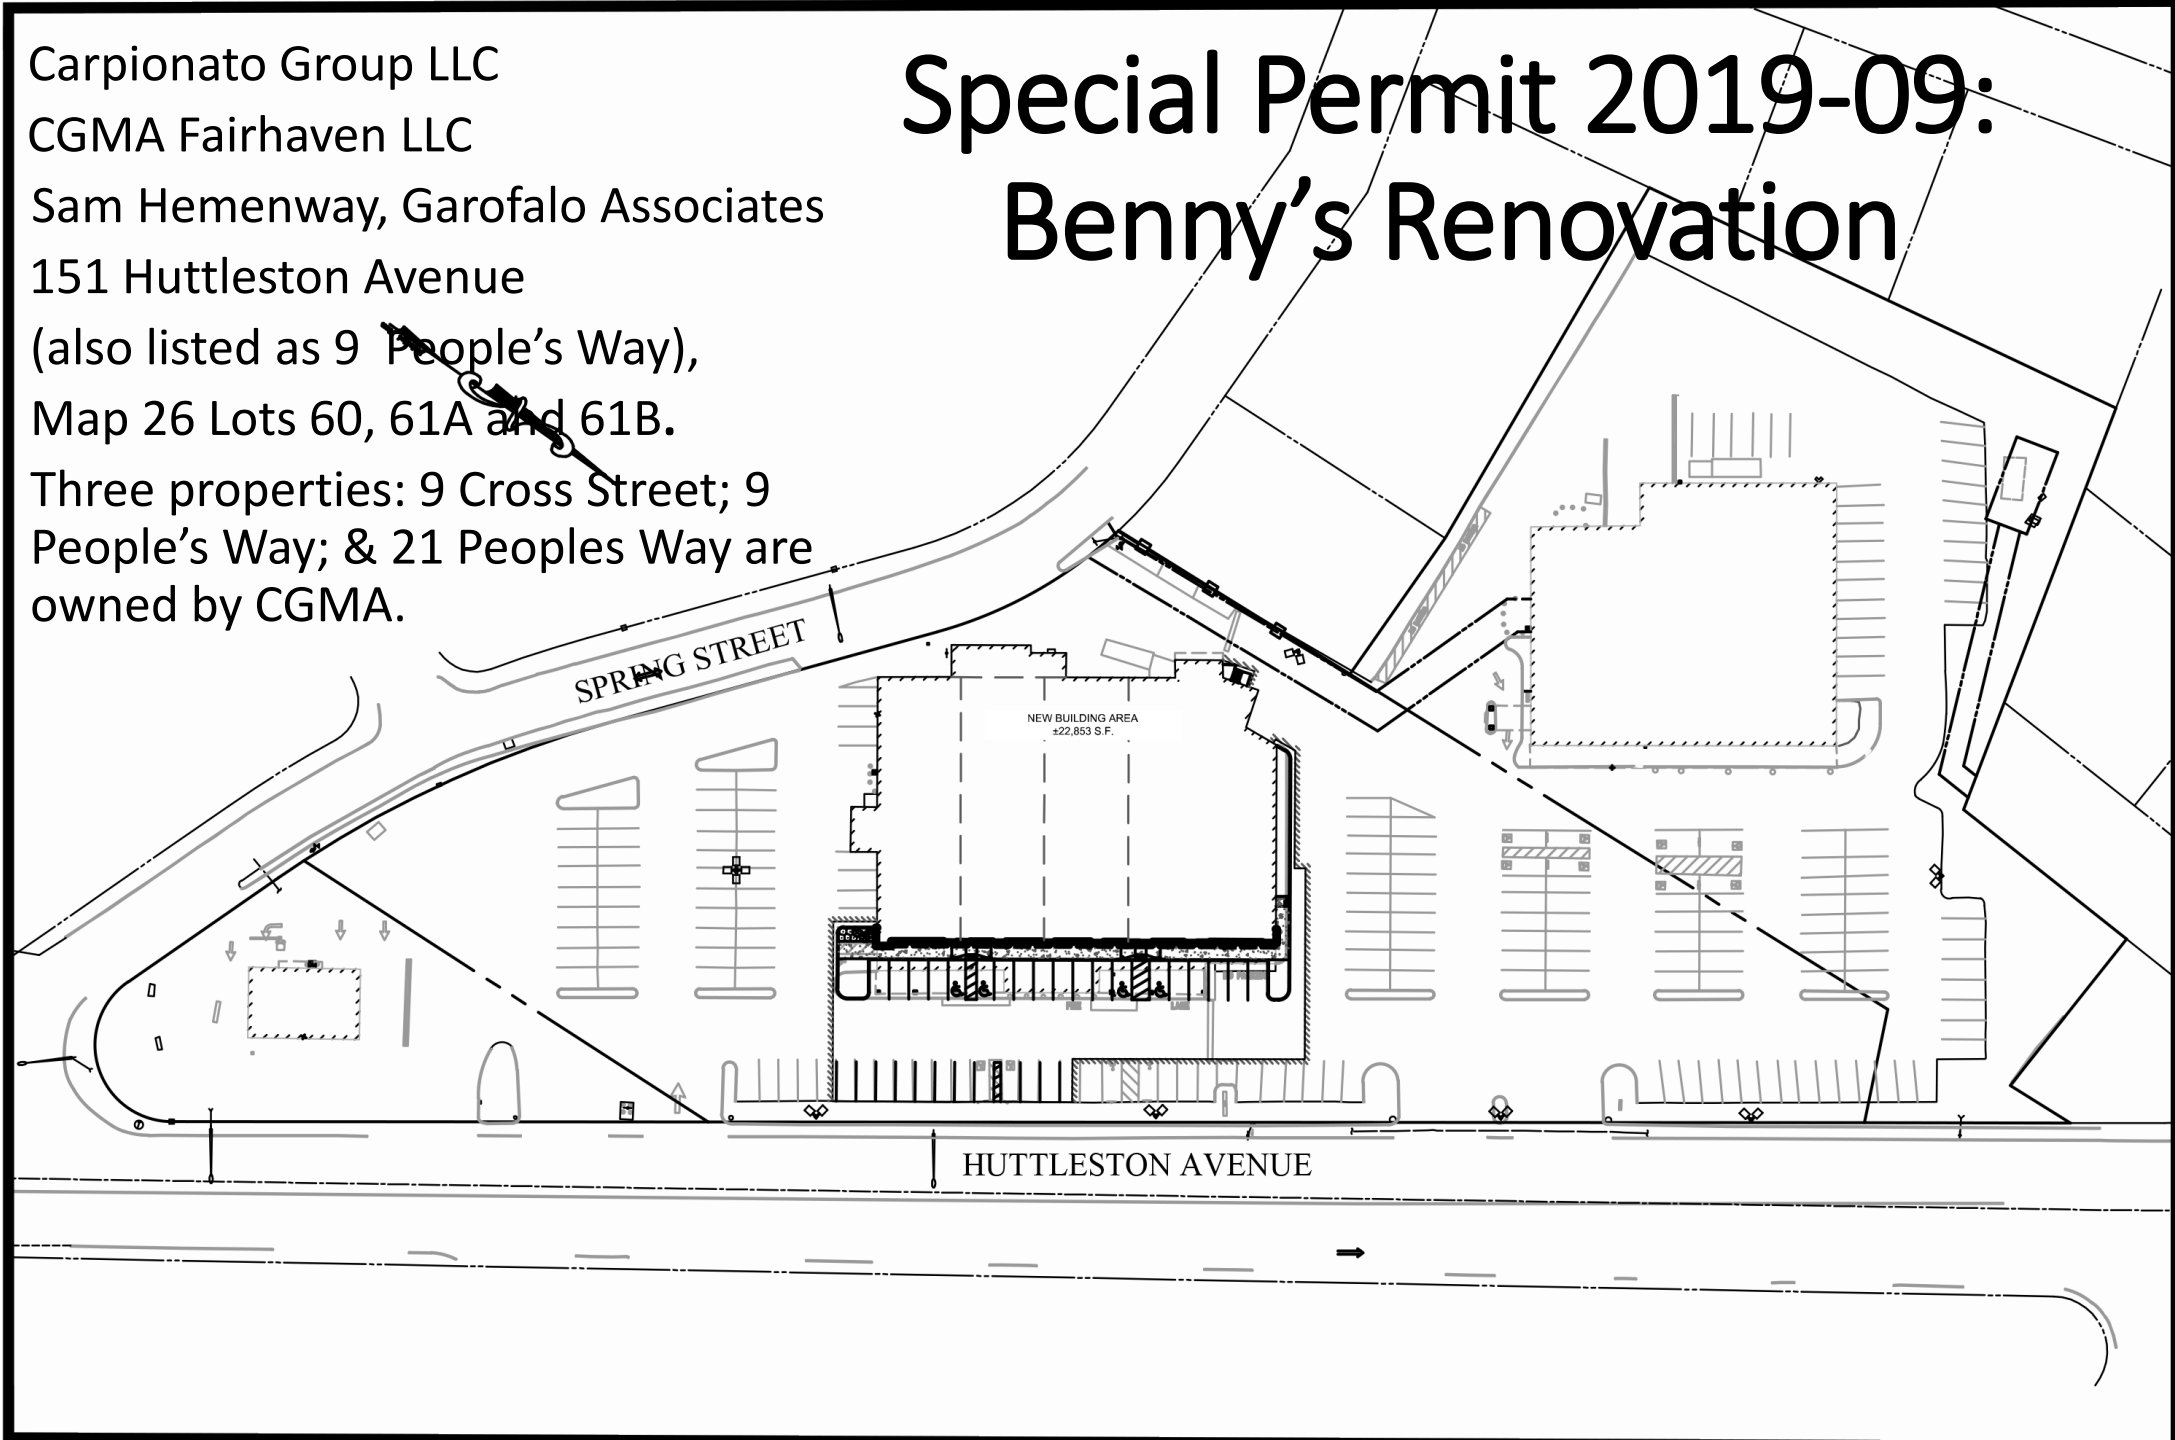 Carpionato Group LLC
CGMA Fairhaven LLC
Sam Hemenway, Garofalo Associates
151 Huttleston Avenue
(also listed as 9  People’s Way),
Map 26 Lots 60, 61A and 61B.
Three properties: 9 Cross Street; 9
People’s Way; & 21 Peoples Way are
owned by CGMA.
Special Permit 2019-09:
Benny’s Renovation
SPRING STREET
NEW BUILDING AREA
±22,853 S.F.
FIRE LANE
HUTTLESTON AVENUE